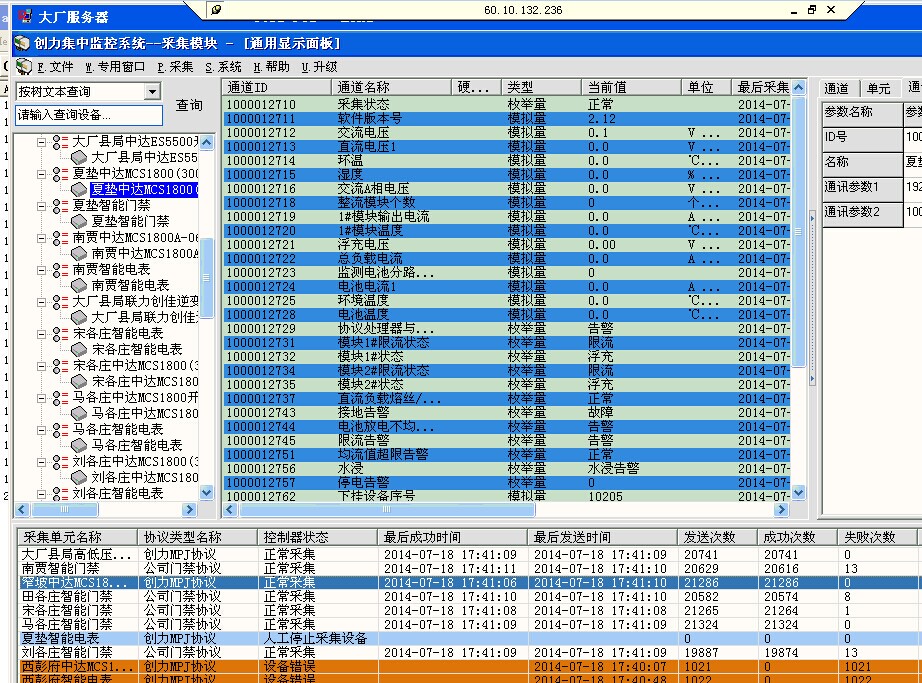 60.10.132.236
大厂服务器
创力集中监控系统--采集模块 - [通用显示面板]
F.文件 W.专用窗口 P.采集 S.系统 H.帮助 U.升级
按树文本查询
请输入查询设备... 查询
大厂县局中达ES5500
大厂县局中达ES55
夏垫中达MCS1800(300
夏垫中达MCS1800(
夏垫智能门禁
夏垫智能门禁
南贾中达MCS1800A-0
南贾中达MCS1800A
南贾智能电表
南贾智能电表
大厂县局联力创佳逆变
大厂县局联力创佳
宋各庄智能电表
宋各庄智能电表
宋各庄中达MCS1800(3
宋各庄中达MCS180
马各庄中达MCS1800开
马各庄中达MCS180
马各庄智能电表
马各庄智能电表
刘各庄中达MCS1800(3
刘各庄中达MCS180
刘各庄智能电表
通道ID 通道名称 硬... 类型 当前值 单位 最后采集
1000012710 采集状态 枚举量 正常 2014-07-
1000012711 软件版本号 模拟量 2.12 2014-07-
1000012712 交流电压 模拟量 0.1 V ... 2014-07-
1000012713 直流电压1 模拟量 0.0 V ... 2014-07-
1000012714 环温 模拟量 0.0 ℃... 2014-07-
1000012715 湿度 模拟量 0.0 % ... 2014-07-
1000012716 交流A相电压 模拟量 0.0 V ... 2014-07-
1000012718 整流模块个数 模拟量 0 个... 2014-07-
1000012719 1#模块输出电流 模拟量 0.0 A ... 2014-07-
1000012720 1#模块温度 模拟量 0.0 ℃... 2014-07-
1000012721 浮充电压 模拟量 0.00 V ... 2014-07-
1000012722 总负载电流 模拟量 0.0 A ... 2014-07-
1000012723 监测电池分路... 模拟量 0 2014-07-
1000012724 电池电流1 模拟量 0.0 A ... 2014-07-
1000012725 环境温度 模拟量 0.0 ℃... 2014-07-
1000012728 电池温度 模拟量 0.0 ℃... 2014-07-
1000012729 协议处理器与... 枚举量 告警 2014-07-
1000012731 模块1#限流状态 枚举量 限流 2014-07-
1000012732 模块1#状态 枚举量 浮充 2014-07-
1000012734 模块2#限流状态 枚举量 限流 2014-07-
1000012735 模块2#状态 枚举量 浮充 2014-07-
1000012737 直流负载熔丝/... 枚举量 正常 2014-07-
1000012743 接地告警 枚举量 故障 2014-07-
1000012744 电池放电不均... 枚举量 告警 2014-07-
1000012745 限流告警 枚举量 告警 2014-07-
1000012751 均流值超限告警 枚举量 正常 2014-07-
1000012756 水浸 枚举量 水浸告警 2014-07-
1000012757 停电告警 枚举量 0 2014-07-
1000012762 下挂设备序号 模拟量 10205 2014-07-
通道 单元 通
参数名称 参
ID号 100
名称 夏垫
通讯参数1 192
通讯参数2 100
采集单元名称 协议类型名称 控制器状态 最后成功时间 最后发送时间 发送次数 成功次数 失败次数
大厂县局高低压... 创力MPJ协议 正常采集 2014-07-18 17:41:09 2014-07-18 17:41:09 20741 20741 0
南贾智能门禁 公司门禁协议 正常采集 2014-07-18 17:41:11 2014-07-18 17:41:10 20629 20616 13
窄坡中达MCS18... 创力MPJ协议 正常采集 2014-07-18 17:41:06 2014-07-18 17:41:10 21286 21286 0
田各庄智能门禁 公司门禁协议 正常采集 2014-07-18 17:41:10 2014-07-18 17:41:10 20582 20574 8
宋各庄智能门禁 公司门禁协议 正常采集 2014-07-18 17:41:08 2014-07-18 17:41:08 21265 21264 1
马各庄智能门禁 公司门禁协议 正常采集 2014-07-18 17:41:09 2014-07-18 17:41:09 21324 21324 0
夏垫智能电表 创力MPJ协议 人工停止采集设备 0 0 0
刘各庄智能门禁 公司门禁协议 正常采集 2014-07-18 17:41:09 2014-07-18 17:41:09 19887 19874 13
西彭府中达MCS1... 创力MPJ协议 设备错误 2014-07-18 17:40:07 1021 0 1021
西彭府智能电表 创力MPJ协议 设备错误 2014-07-18 17:40:48 1022 0 1022